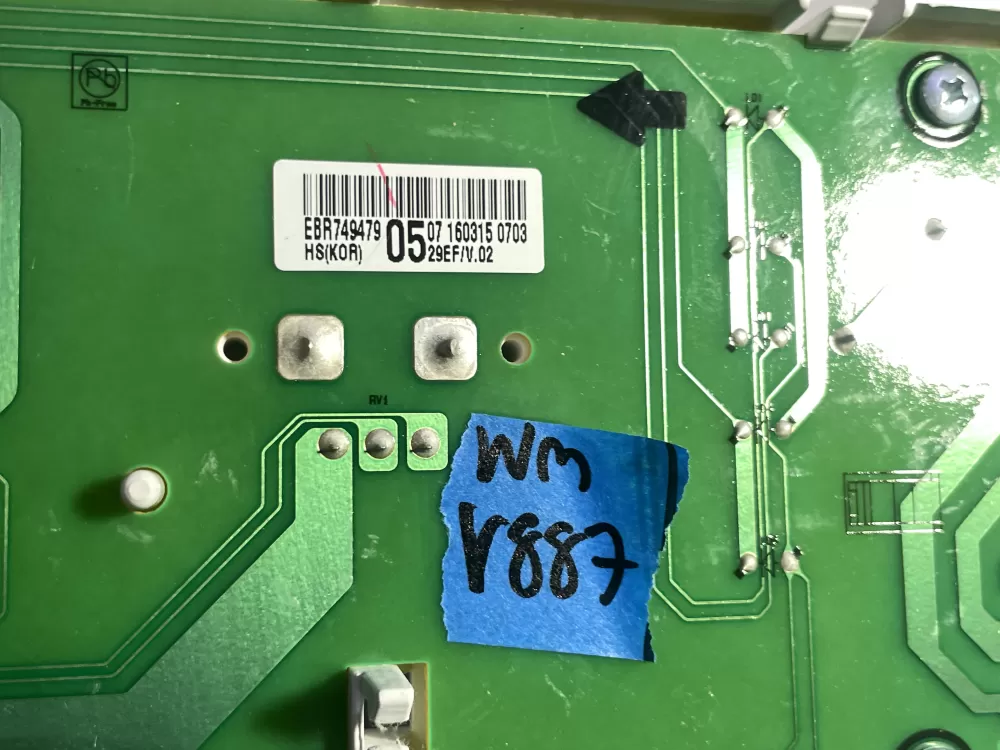 Pb
Pb-Free
EBR749479 05 07 160315 0703
HS(KOR) 29EF/V.02
RV1
WM
V887